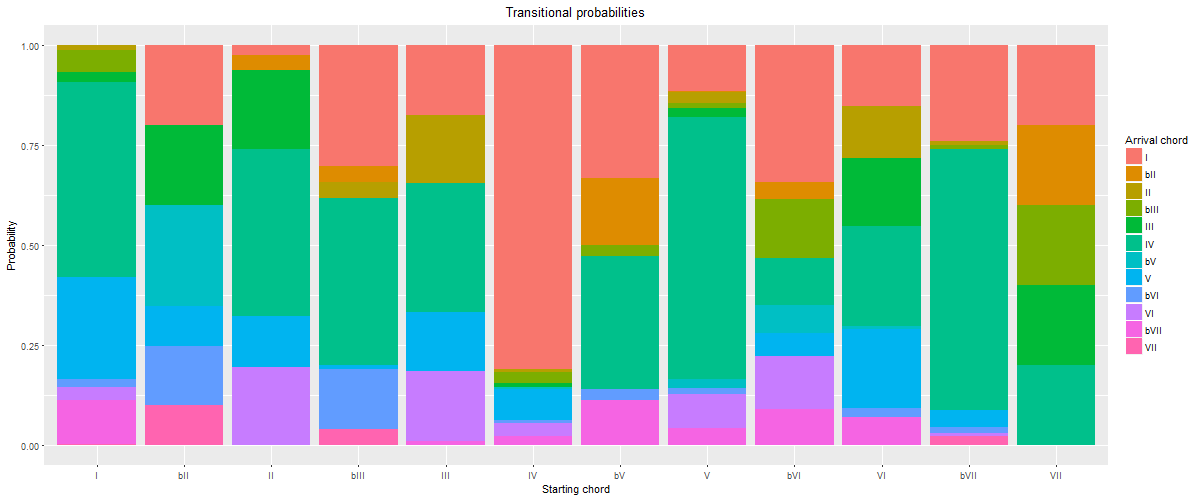 Transitional probabilities
Probability
1.00
0.75
0.50
0.25
0.00
I
bII
II
bIII
III
IV
bV
V
bVI
VI
bVII
VII
Starting chord
Arrival chord
I
bII
II
bIII
III
IV
bV
V
bVI
VI
bVII
VII